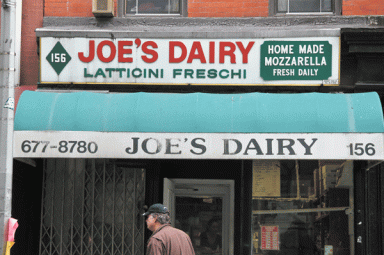 156
JOE'S DAIRY
LATTICINI FRESCHI
HOME MADE
MOZZARELLA
FRESH DAILY
677-8780 JOE'S DAIRY 156